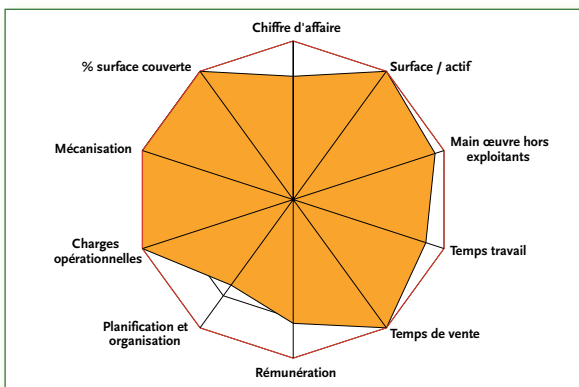 Chiffre d'affaire
% surface couverte
Surface / actif
Mécanisation
Main œuvre hors
exploitants
Charges
opérationnelles
Temps travail
Planification et
organisation
Temps de vente
Rémunération